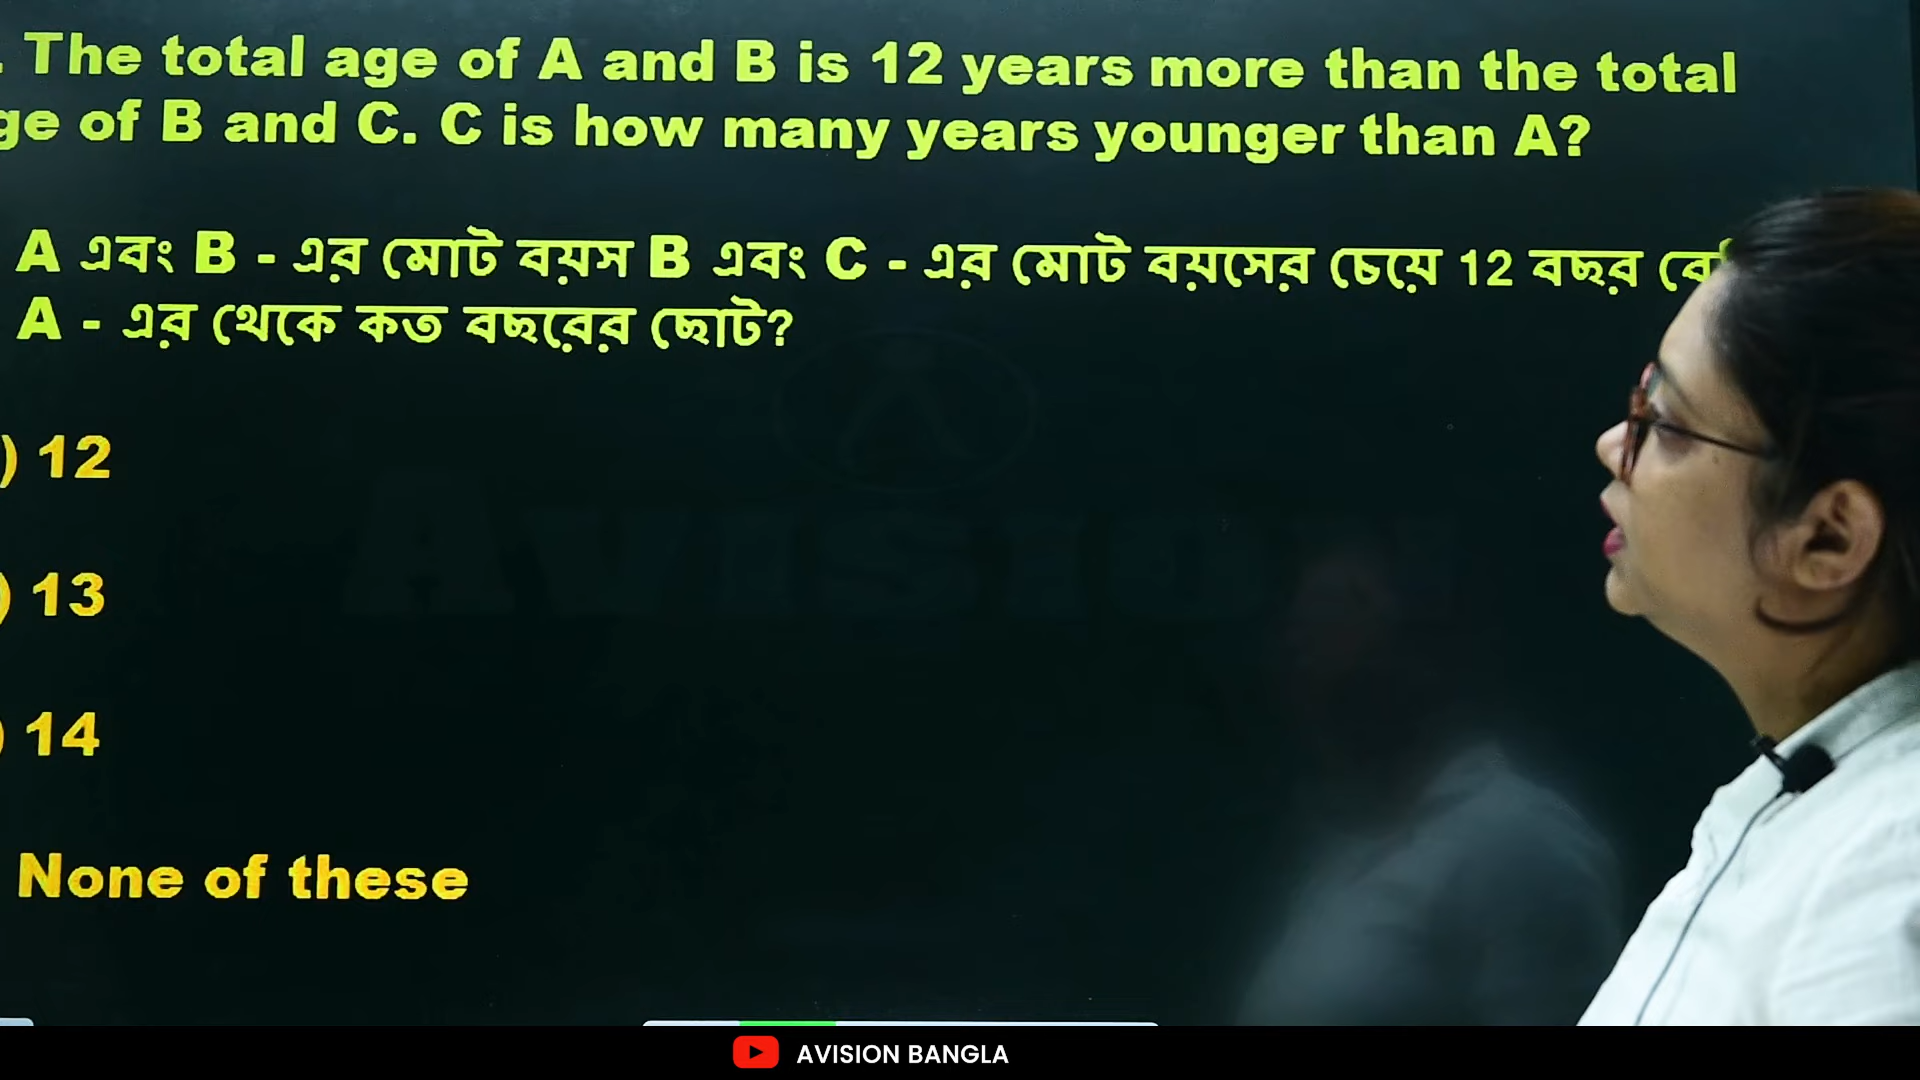 . The total age of A and B is 12 years more than the total
ge of B and C. C is how many years younger than A?
A এবং B - এর মোট বয়স B এবং C - এর মোট বয়সের চেয়ে 12 বছর
A - এর থেকে কত বছরের ছোট?
) 12
) 13
) 14
None of these
AVISION
AVISION BANGLA